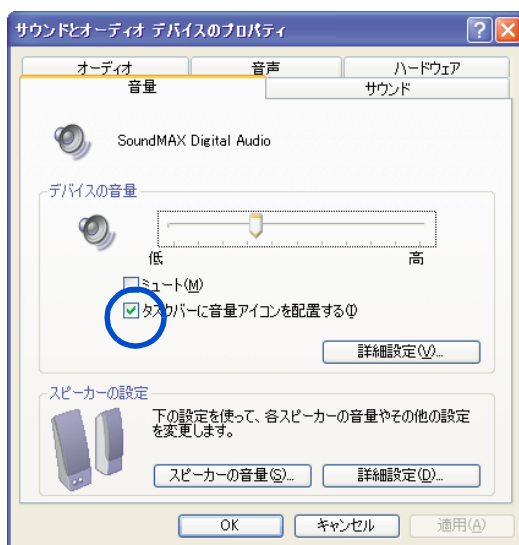 サウンドとオーディオ デバイスのプロパティ
オーディオ 音声 ハードウェア
音量 サウンド
SoundMAX Digital Audio
デバイスの音量
低 高
ミュート(M)
タスクバーに音量アイコンを配置する(I)
詳細設定(V)...
スピーカーの設定
下の設定を使って、各スピーカーの音量やその他の設定
を変更します。
スピーカーの音量(S)... 詳細設定(D)...
OK キャンセル 適用(A)